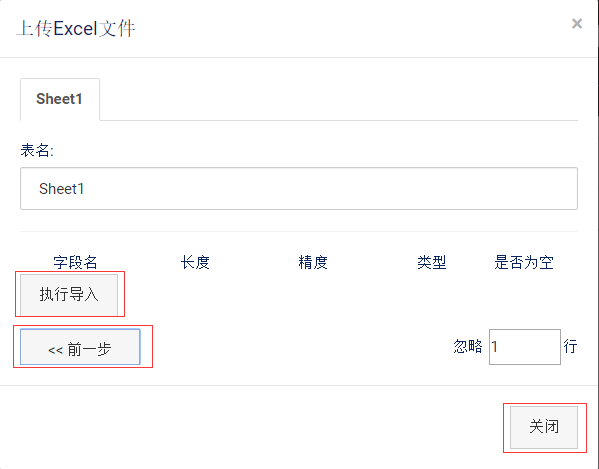 上传Excel文件 ×
Sheet1
表名:
Sheet1
字段名 长度 精度 类型 是否为空
执行导入
<< 前一步 忽略 1 行
关闭